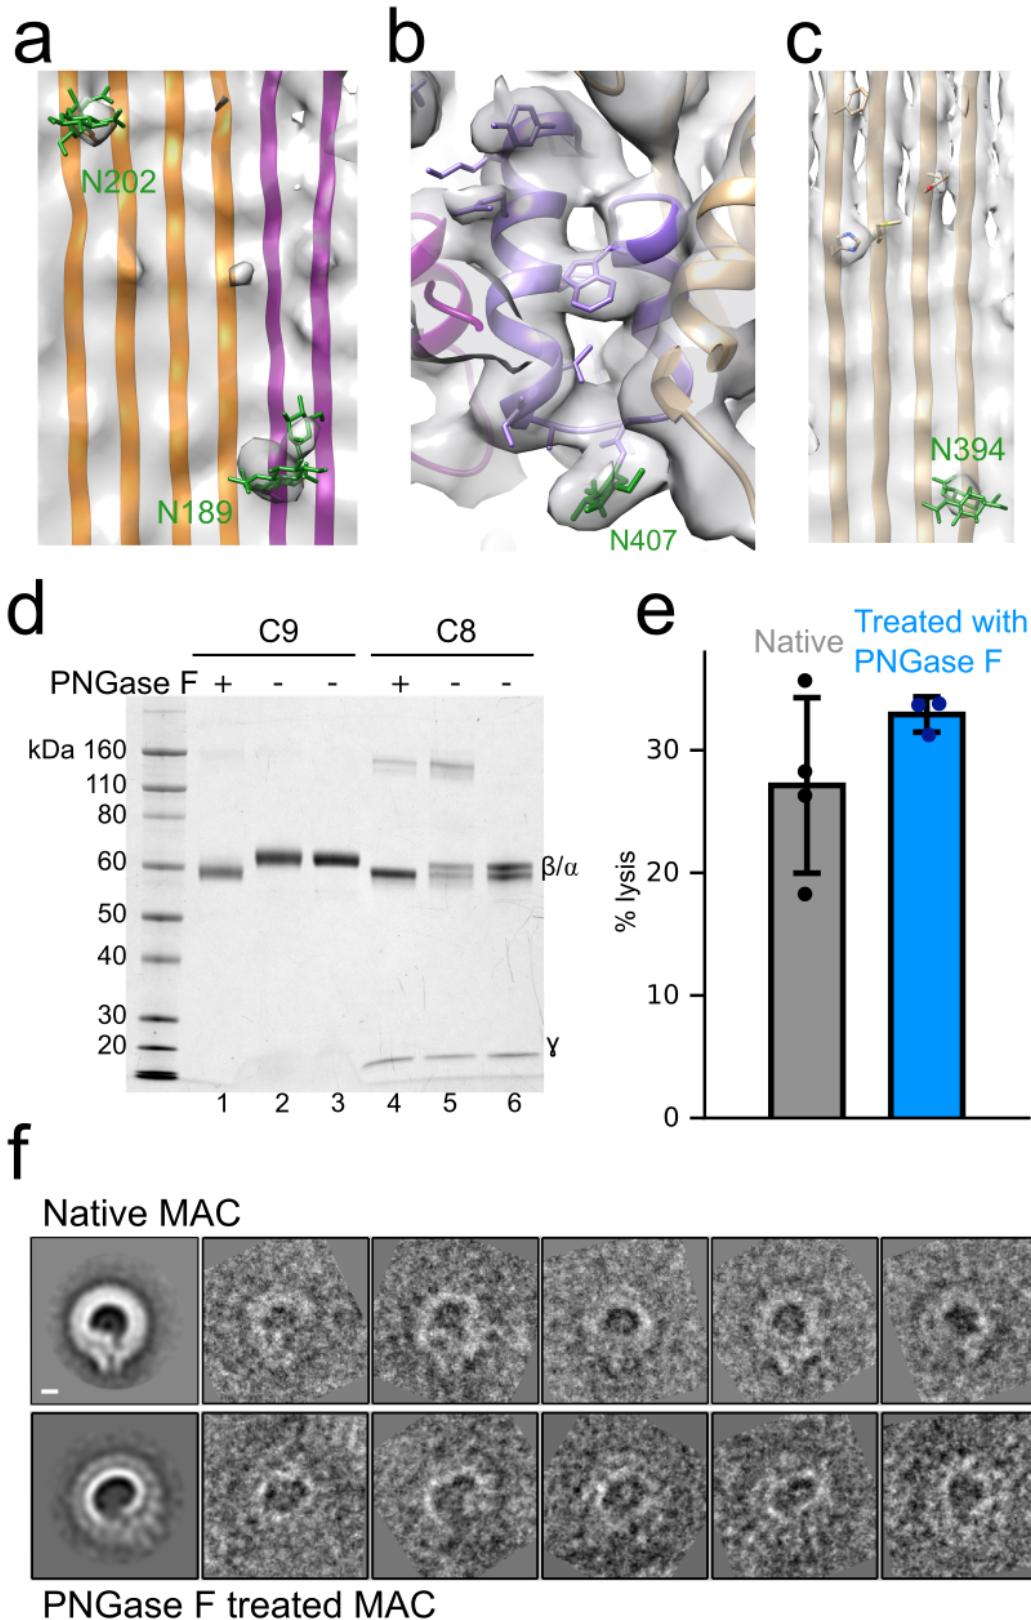 a
b
c
N202
N189
N407
N394
d
C9
C8
PNGase F + - - + - -
kDa 160
110
80
60
β/α
50
40
30
20
ɣ
1 2 3 4 5 6
e
Native
Treated with
PNGase F
% lysis
30
20
10
0
f
Native MAC
PNGase F treated MAC